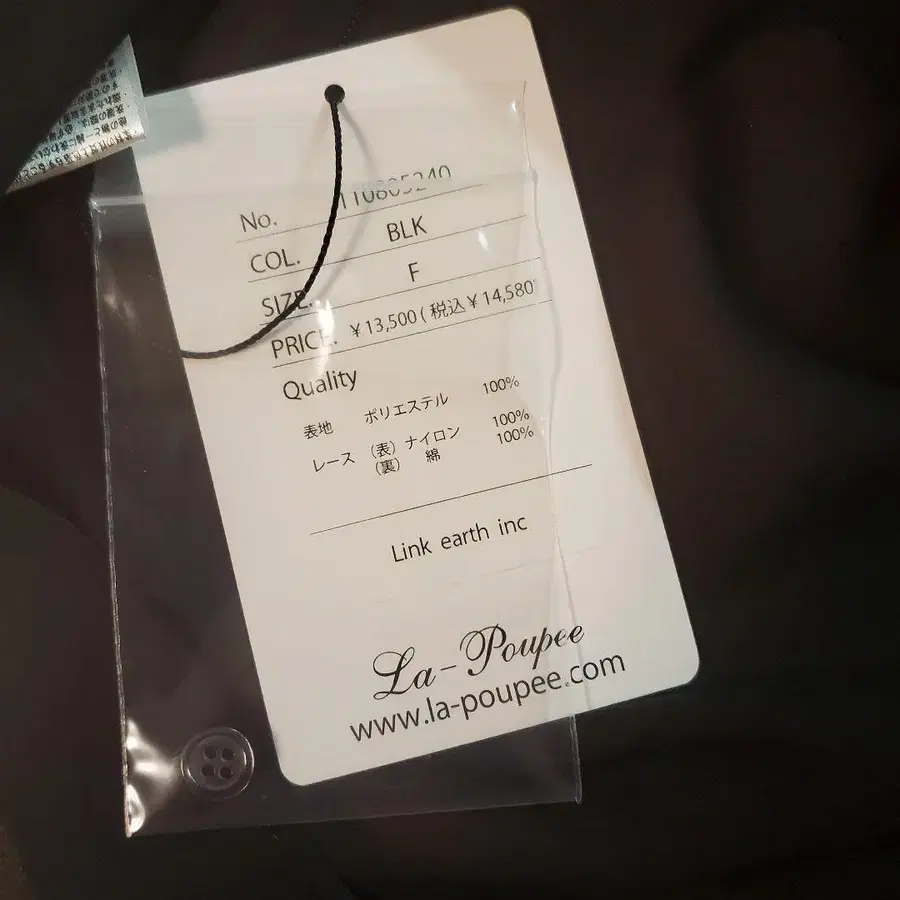 No. 110805240
COL. BLK
SIZE. F
PRICE. ¥13,500(税込¥14,580
Quality
表地 ポリエステル 100%
レース (表) ナイロン 100%
(裏) 綿 100%
Link earth inc
La-Poupee
www.la-poupee.com